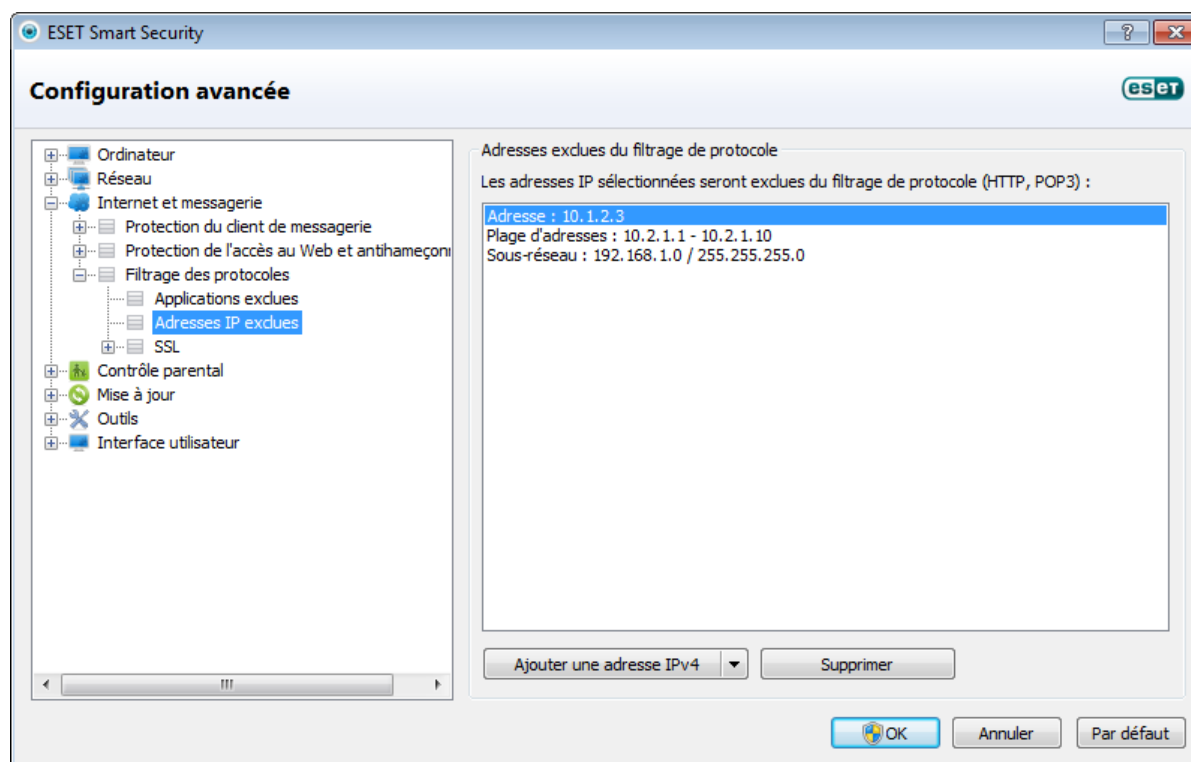 ESET Smart Security
Configuration avancée
eset
Ordinateur
Réseau
Internet et messagerie
Protection du client de messagerie
Protection de l'accès au Web et antihameçonn
Filtrage des protocoles
Applications exclues
Adresses IP exclues
SSL
Contrôle parental
Mise à jour
Outils
Interface utilisateur
Adresses exclues du filtrage de protocole
Les adresses IP sélectionnées seront exclues du filtrage de protocole (HTTP, POP3) :
Adresse : 10.1.2.3
Plage d'adresses : 10.2.1.1 - 10.2.1.10
Sous-réseau : 192.168.1.0 / 255.255.255.0
Ajouter une adresse IPv4
Supprimer
OK
Annuler
Par défaut